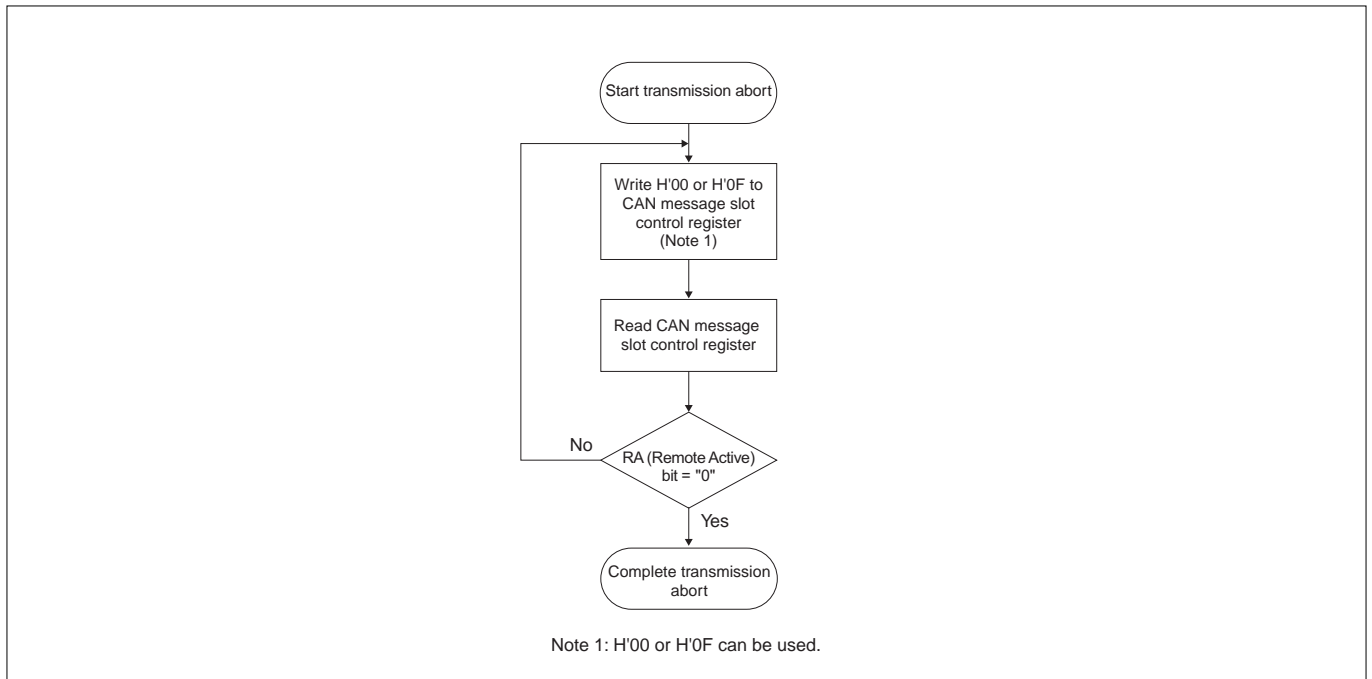 Start transmission abort
Write H'00 or H'0F to
CAN message slot
control register
(Note 1)
Read CAN message
slot control register
No
RA (Remote Active)
bit = "0"
Yes
Complete transmission
abort
Note 1: H'00 or H'0F can be used.